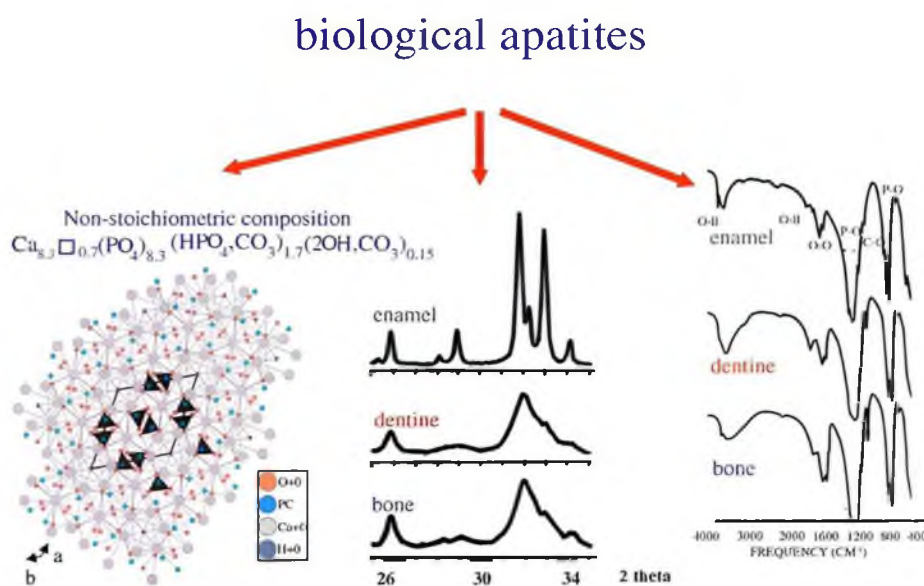 biological apatites
Non-stoichiometric composition
Ca8.3□0.7(PO4)8.3(HPO4,CO3)1.7(2OH,CO3)0.15
O+0
PC
Ca+0
H+0
a
b
enamel
dentine
bone
26 30 34 2 theta
P-O
O-H
O-H
enamel
O-O
P-O
C-O
dentine
bone
4000 3000 2000 1600 1200 800 400
FREQUENCY (CM⁻¹)